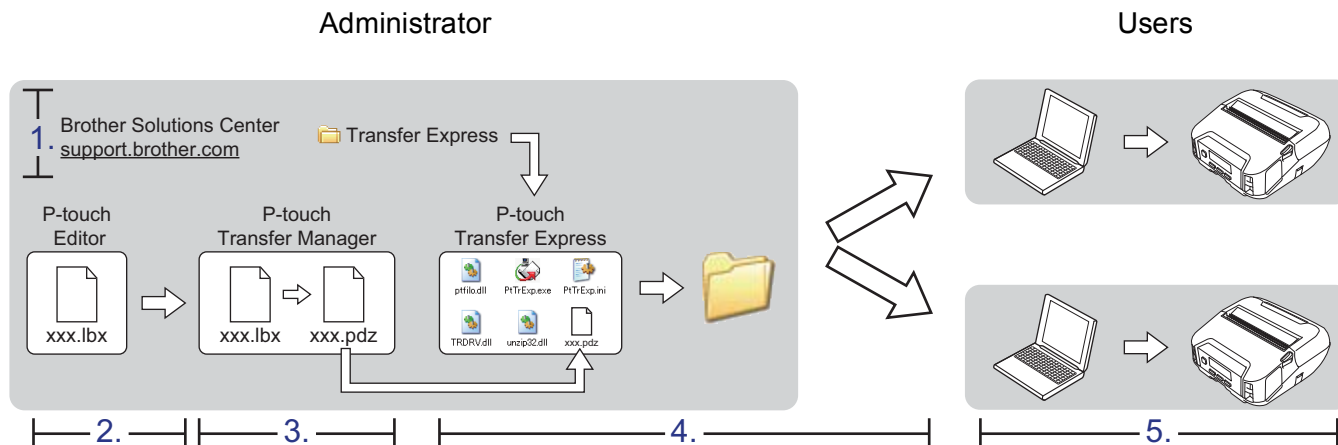 Administrator
Users
1.
Brother Solutions Center
support.brother.com
Transfer Express
P-touch
Editor
xxx.lbx
P-touch
Transfer Manager
xxx.lbx
xxx.pdz
P-touch
Transfer Express
ptfilo.dll
PtTrExp.exe
PtTrExp.ini
TRDRV.dll
unzip32.dll
xxx.pdz
2.
3.
4.
5.